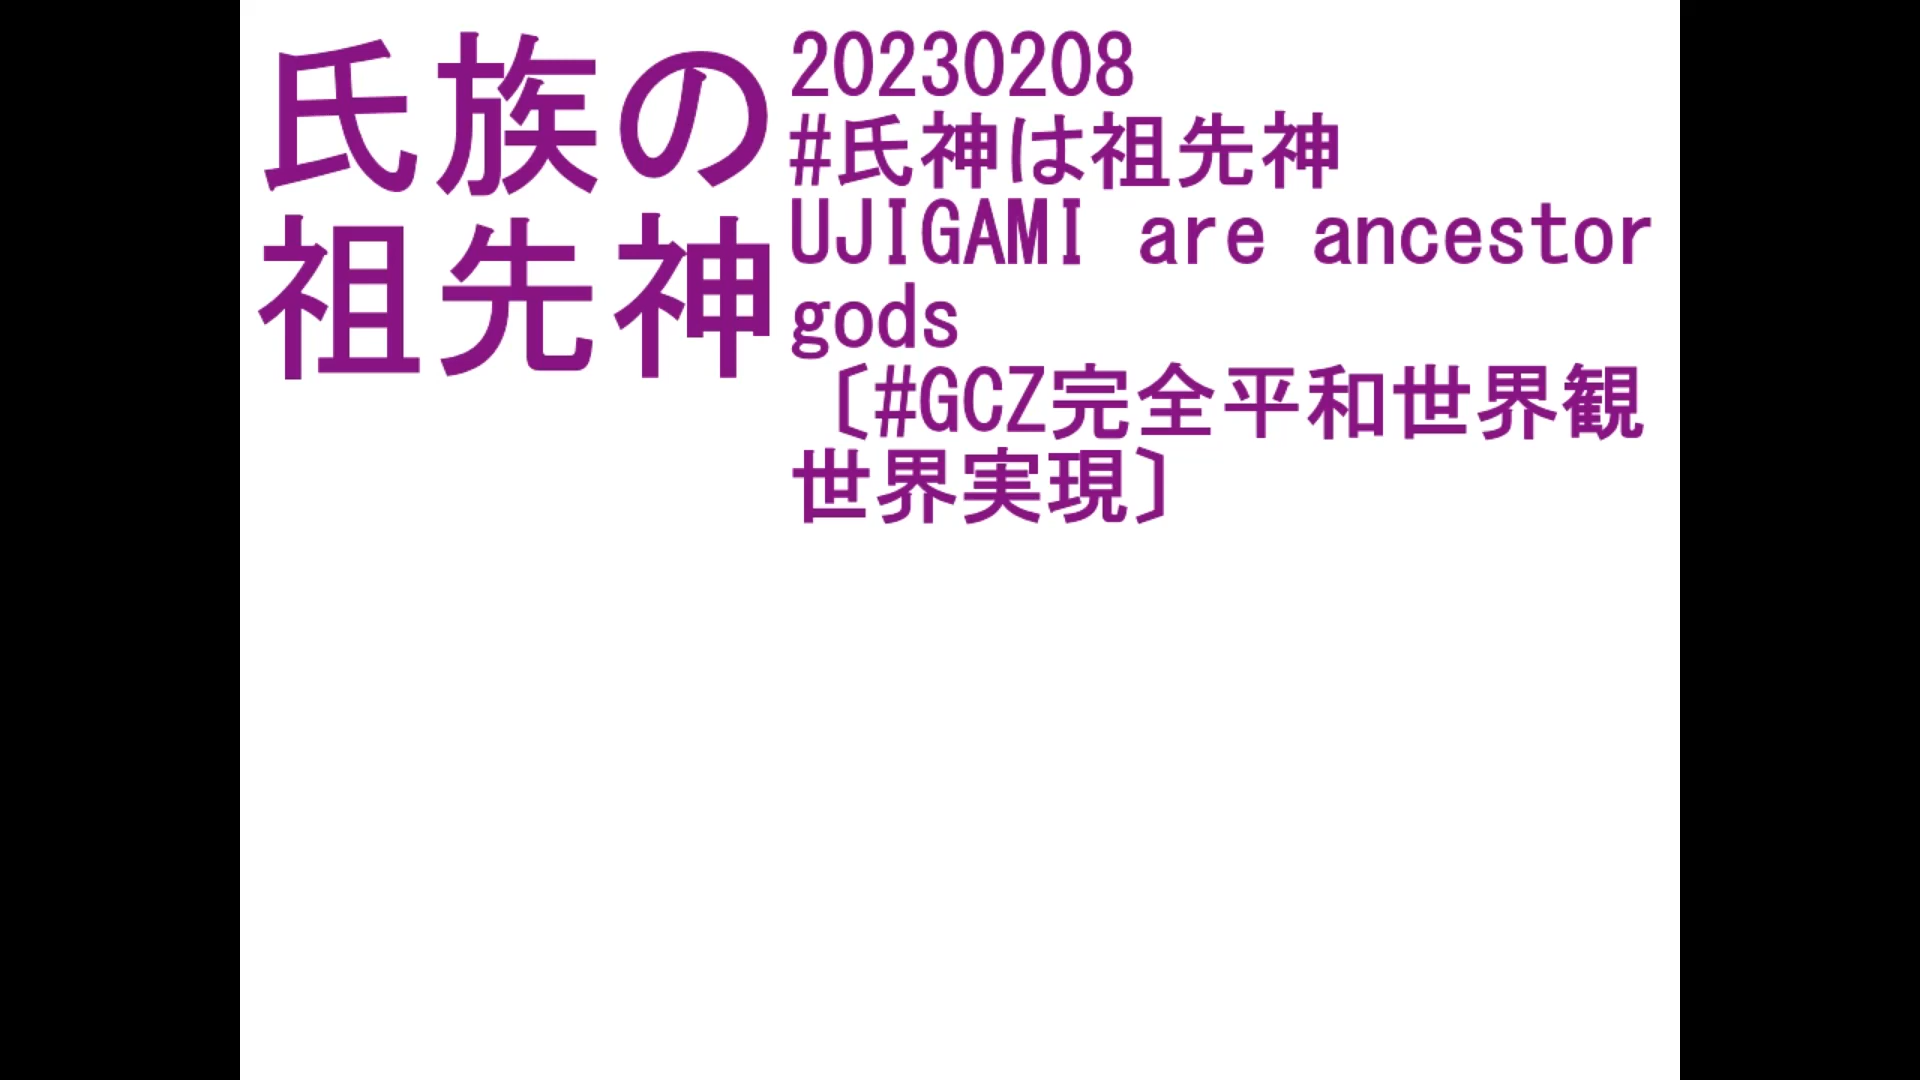 氏族の
祖先神
20230208
#氏神は祖先神
UJIGAMI are ancestor
gods
〔#GCZ完全平和世界観
世界実現〕